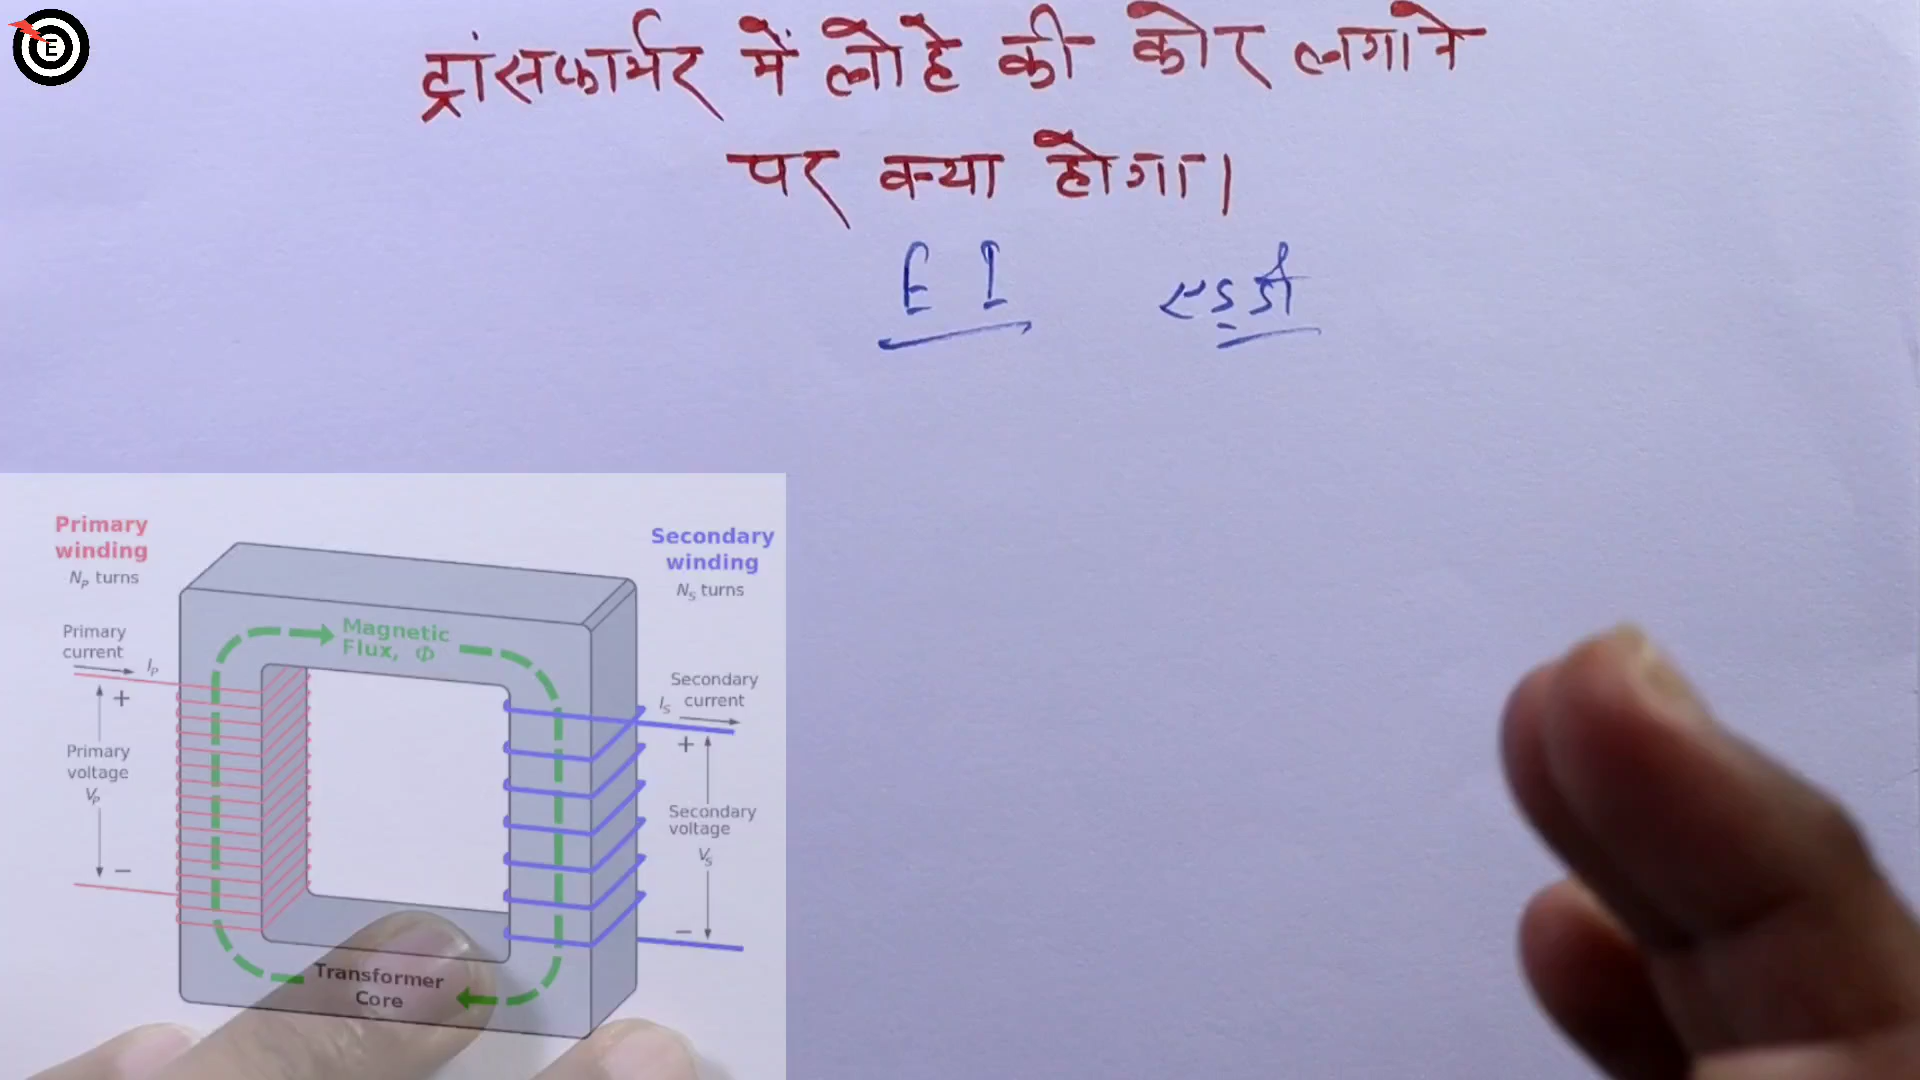 E
ट्रांसफार्मर में लोहे की कोर लगाने
पर क्या होगा।
E I एड्डी
Primary
winding
Nₚ turns
Primary
current
Iₚ
+
Primary
voltage
Vₚ
−
Magnetic
Flux, Φ
Transformer
Core
Secondary
winding
Nₛ turns
Secondary
Iₛ current
+
Secondary
voltage
Vₛ
−